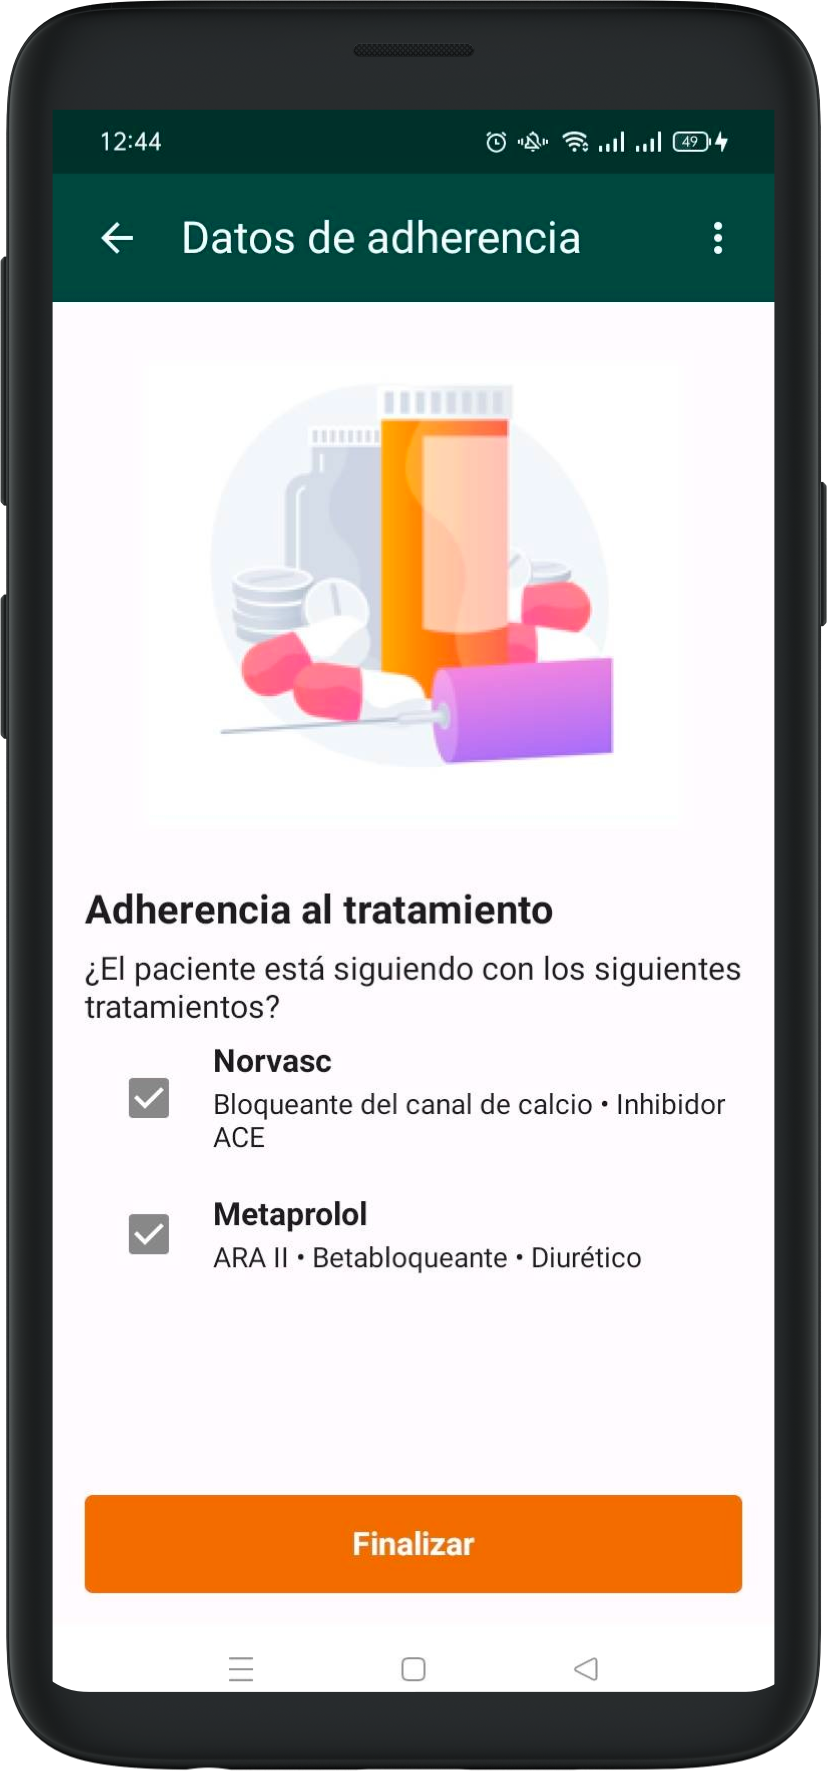 12:44
49
Datos de adherencia
Adherencia al tratamiento
¿El paciente está siguiendo con los siguientes
tratamientos?
Norvasc
Bloqueante del canal de calcio • Inhibidor
ACE
Metaprolol
ARA II • Betabloqueante • Diurético
Finalizar